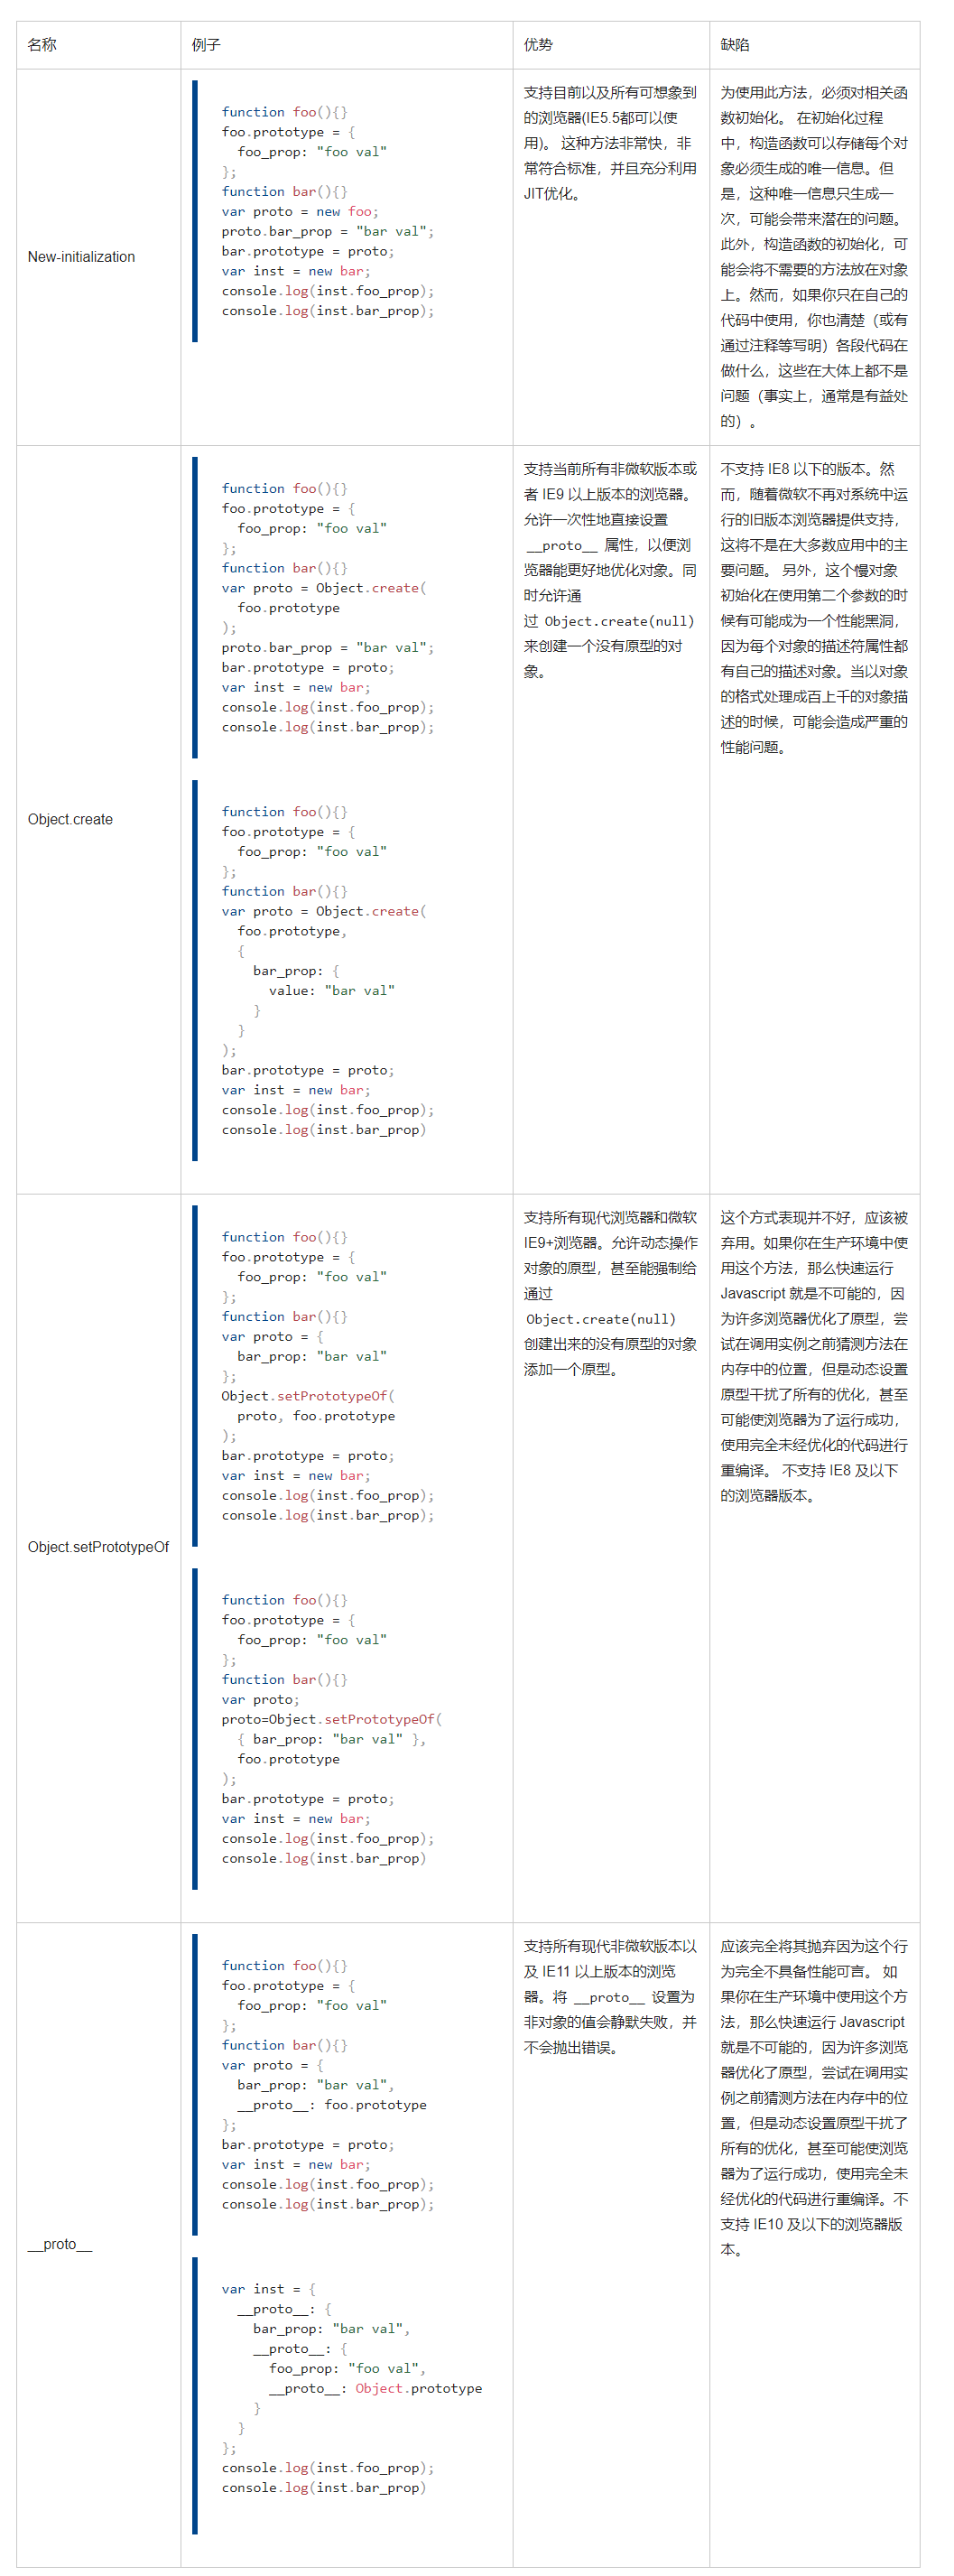 名称
例子
优势
缺陷
New-initialization
function foo(){}
foo.prototype = {
  foo_prop: "foo val"
};
function bar(){}
var proto = new foo;
proto.bar_prop = "bar val";
bar.prototype = proto;
var inst = new bar;
console.log(inst.foo_prop);
console.log(inst.bar_prop);
支持目前以及所有可想象到
的浏览器(IE5.5都可以使
用)。 这种方法非常快，非
常符合标准，并且充分利用
JIT优化。
为使用此方法，必须对相关函
数初始化。 在初始化过程
中，构造函数可以存储每个对
象必须生成的唯一信息。但
是，这种唯一信息只生成一
次，可能会带来潜在的问题。
此外，构造函数的初始化，可
能会将不需要的方法放在对象
上。然而，如果你只在自己的
代码中使用，你也清楚（或有
通过注释等写明）各段代码在
做什么，这些在大体上都不是
问题（事实上，通常是有益处
的）。
Object.create
function foo(){}
foo.prototype = {
  foo_prop: "foo val"
};
function bar(){}
var proto = Object.create(
  foo.prototype
);
proto.bar_prop = "bar val";
bar.prototype = proto;
var inst = new bar;
console.log(inst.foo_prop);
console.log(inst.bar_prop);
function foo(){}
foo.prototype = {
  foo_prop: "foo val"
};
function bar(){}
var proto = Object.create(
  foo.prototype,
  {
    bar_prop: {
      value: "bar val"
    }
  }
);
bar.prototype = proto;
var inst = new bar;
console.log(inst.foo_prop);
console.log(inst.bar_prop)
支持当前所有非微软版本或
者 IE9 以上版本的浏览器。
允许一次性地直接设置
__proto__ 属性，以便浏
览器能更好地优化对象。同
时允许通
过 Object.create(null)
来创建一个没有原型的对
象。
不支持 IE8 以下的版本。然
而，随着微软不再对系统中运
行的旧版本浏览器提供支持，
这将不是在大多数应用中的主
要问题。 另外，这个慢对象
初始化在使用第二个参数的时
候有可能成为一个性能黑洞，
因为每个对象的描述符属性都
有自己的描述对象。当以对象
的格式处理成百上千的对象描
述的时候，可能会造成严重的
性能问题。
Object.setPrototypeOf
function foo(){}
foo.prototype = {
  foo_prop: "foo val"
};
function bar(){}
var proto = {
  bar_prop: "bar val"
};
Object.setPrototypeOf(
  proto, foo.prototype
);
bar.prototype = proto;
var inst = new bar;
console.log(inst.foo_prop);
console.log(inst.bar_prop);
function foo(){}
foo.prototype = {
  foo_prop: "foo val"
};
function bar(){}
var proto;
proto=Object.setPrototypeOf(
  { bar_prop: "bar val" },
  foo.prototype
);
bar.prototype = proto;
var inst = new bar;
console.log(inst.foo_prop);
console.log(inst.bar_prop)
支持所有现代浏览器和微软
IE9+浏览器。允许动态操作
对象的原型，甚至能强制给
通过
Object.create(null)
创建出来的没有原型的对象
添加一个原型。
这个方式表现并不好，应该被
弃用。如果你在生产环境中使
用这个方法，那么快速运行
Javascript 就是不可能的，因
为许多浏览器优化了原型，尝
试在调用实例之前猜测方法在
内存中的位置，但是动态设置
原型干扰了所有的优化，甚至
可能使浏览器为了运行成功，
使用完全未经优化的代码进行
重编译。 不支持 IE8 及以下
的浏览器版本。
__proto__
function foo(){}
foo.prototype = {
  foo_prop: "foo val"
};
function bar(){}
var proto = {
  bar_prop: "bar val",
  __proto__: foo.prototype
};
bar.prototype = proto;
var inst = new bar;
console.log(inst.foo_prop);
console.log(inst.bar_prop);
var inst = {
  __proto__: {
    bar_prop: "bar val",
    __proto__: {
      foo_prop: "foo val",
      __proto__: Object.prototype
    }
  }
};
console.log(inst.foo_prop);
console.log(inst.bar_prop)
支持所有现代非微软版本以
及 IE11 以上版本的浏览
器。将 __proto__ 设置为
非对象的值会静默失败，并
不会抛出错误。
应该完全将其抛弃因为这个行
为完全不具备性能可言。 如
果你在生产环境中使用这个方
法，那么快速运行 Javascript
就是不可能的，因为许多浏览
器优化了原型，尝试在调用实
例之前猜测方法在内存中的位
置，但是动态设置原型干扰了
所有的优化，甚至可能使浏览
器为了运行成功，使用完全未
经优化的代码进行重编译。不
支持 IE10 及以下的浏览器版
本。